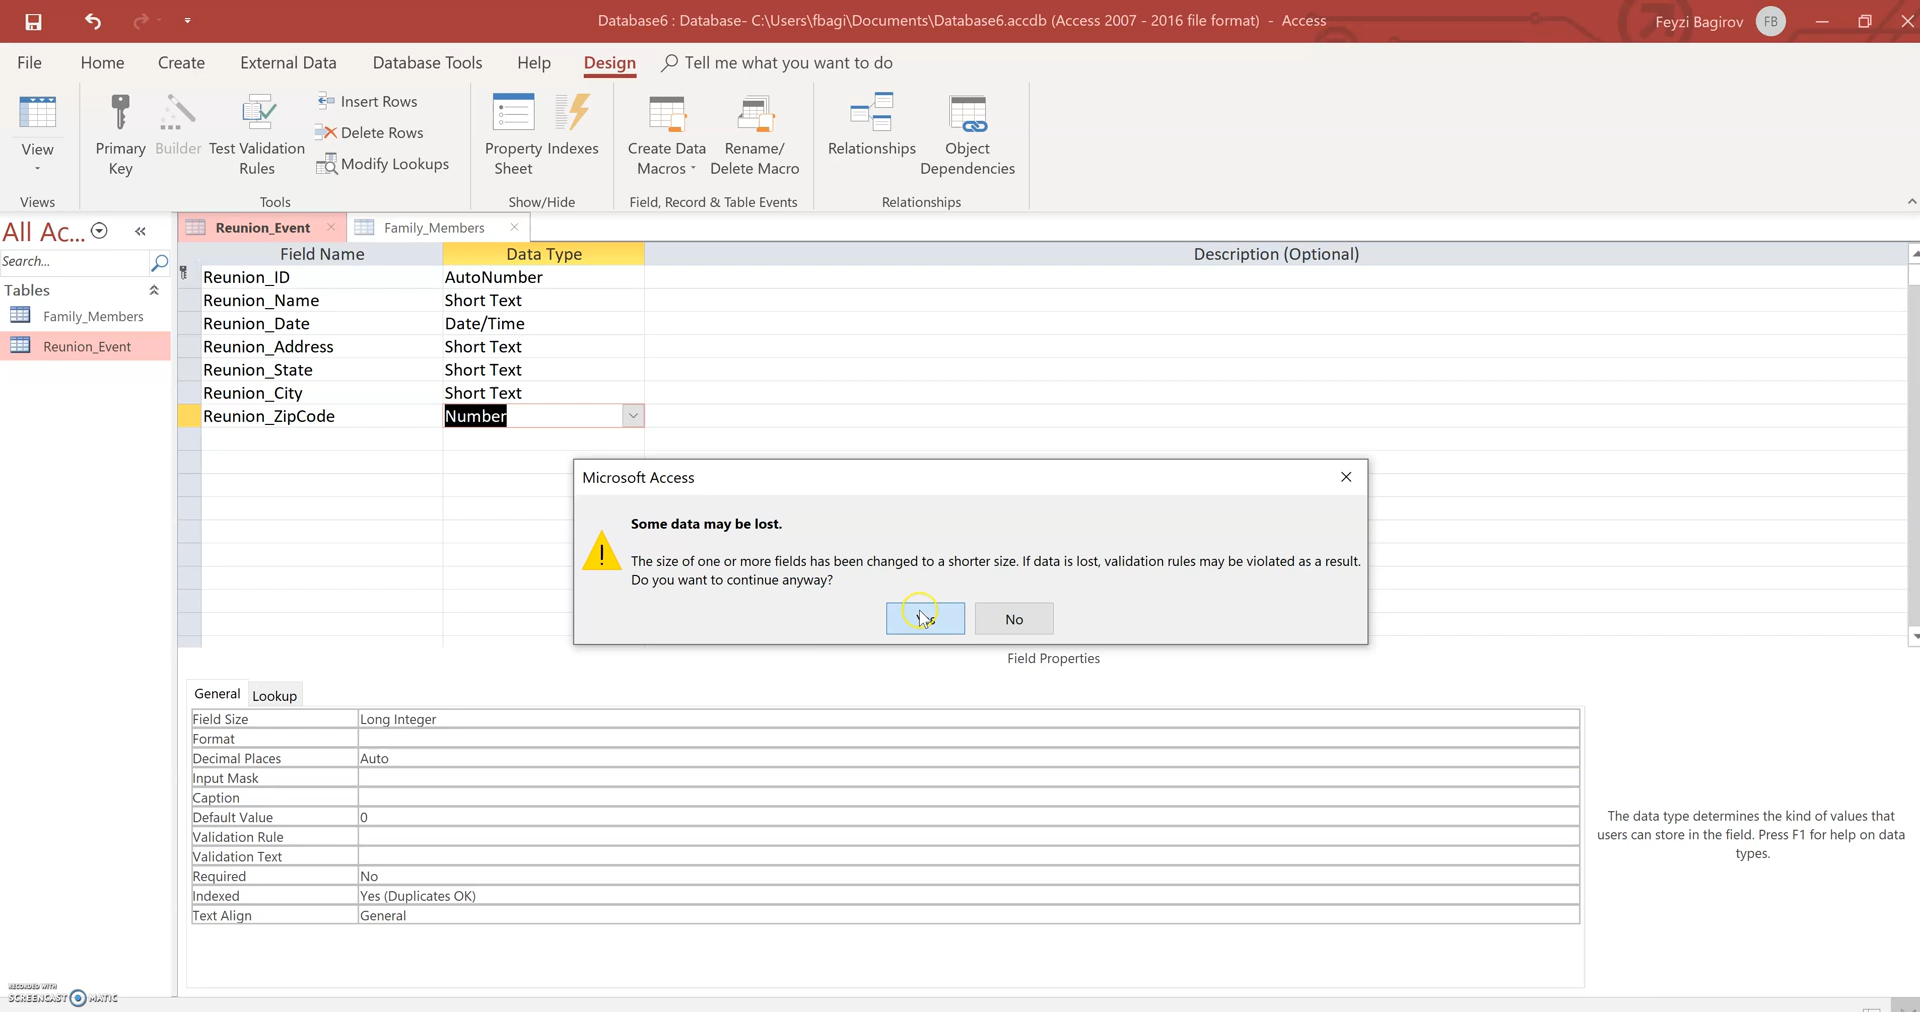 Database6 : Database- C:\Users\fbagi\Documents\Database6.accdb (Access 2007 - 2016 file format) - Access
Feyzi Bagirov FB
File Home Create External Data Database Tools Help Design Tell me what you want to do
View
Primary Key
Builder
Test Validation Rules
Insert Rows
Delete Rows
Modify Lookups
Property Sheet
Indexes
Create Data Macros
Rename/ Delete Macro
Relationships
Object Dependencies
Views Tools Show/Hide Field, Record & Table Events Relationships
All Ac...
Search...
Tables
Family_Members
Reunion_Event
Reunion_Event Family_Members
Field Name Data Type Description (Optional)
Reunion_ID AutoNumber
Reunion_Name Short Text
Reunion_Date Date/Time
Reunion_Address Short Text
Reunion_State Short Text
Reunion_City Short Text
Reunion_ZipCode Number
Microsoft Access
Some data may be lost.
The size of one or more fields has been changed to a shorter size. If data is lost, validation rules may be violated as a result.
Do you want to continue anyway?
Yes No
Field Properties
General Lookup
Field Size Long Integer
Format
Decimal Places Auto
Input Mask
Caption
Default Value 0
Validation Rule
Validation Text
Required No
Indexed Yes (Duplicates OK)
Text Align General
The data type determines the kind of values that
users can store in the field. Press F1 for help on data
types.
RECORDED WITH
SCREENCAST MATIC